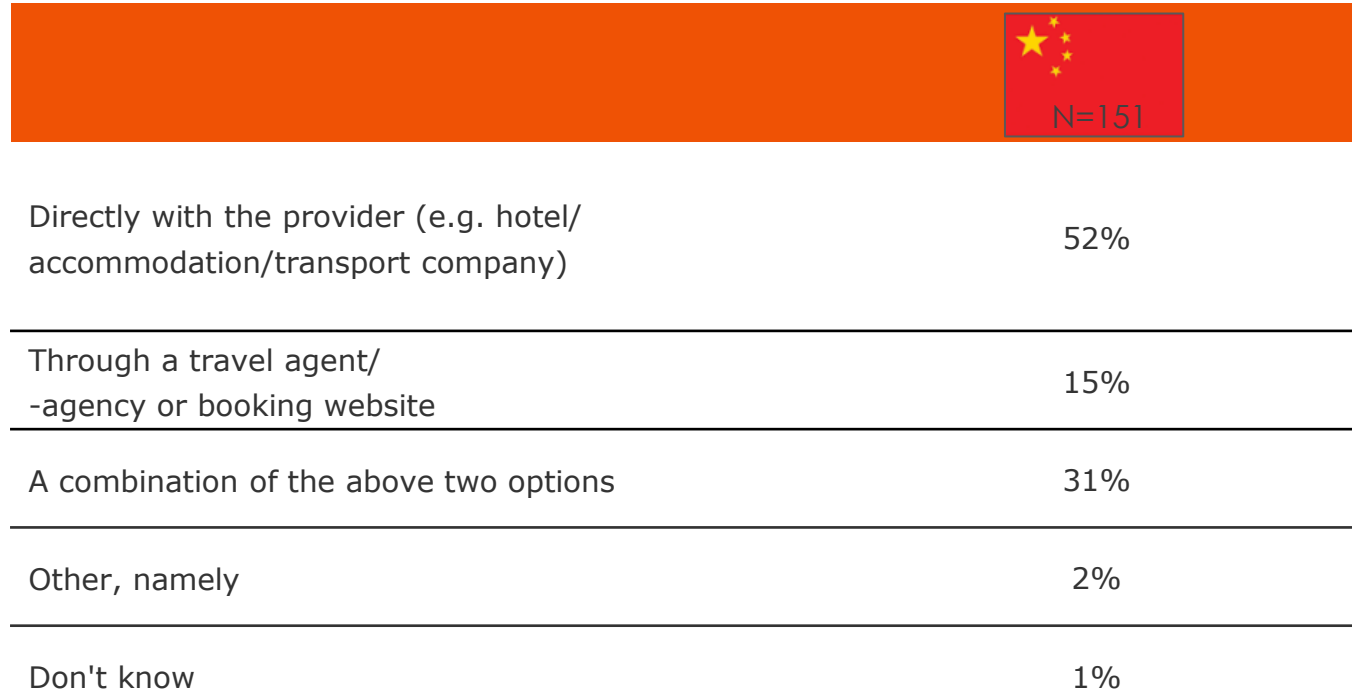 N=151
Directly with the provider (e.g. hotel/
accommodation/transport company)
52%
Through a travel agent/
-agency or booking website
15%
A combination of the above two options
31%
Other, namely
2%
Don't know
1%